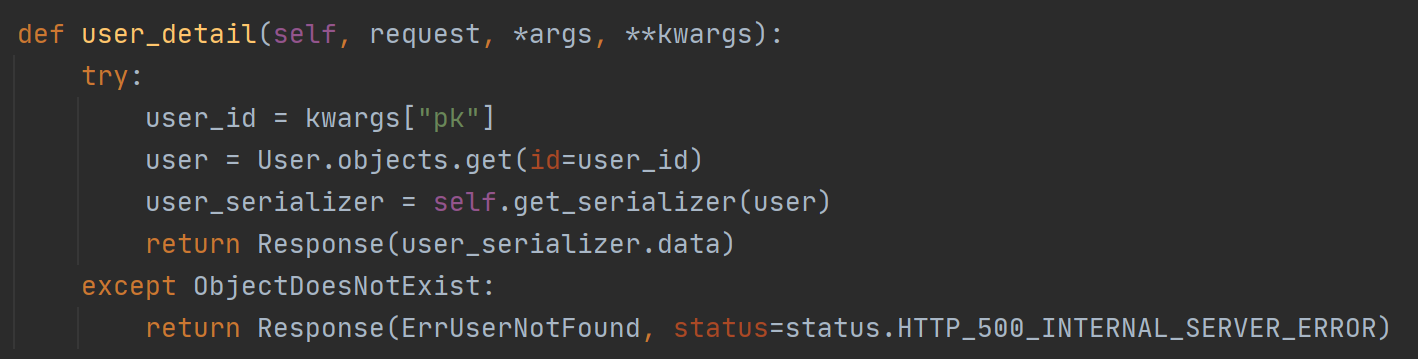 def user_detail(self, request, *args, **kwargs):
    try:
        user_id = kwargs["pk"]
        user = User.objects.get(id=user_id)
        user_serializer = self.get_serializer(user)
        return Response(user_serializer.data)
    except ObjectDoesNotExist:
        return Response(ErrUserNotFound, status=status.HTTP_500_INTERNAL_SERVER_ERROR)